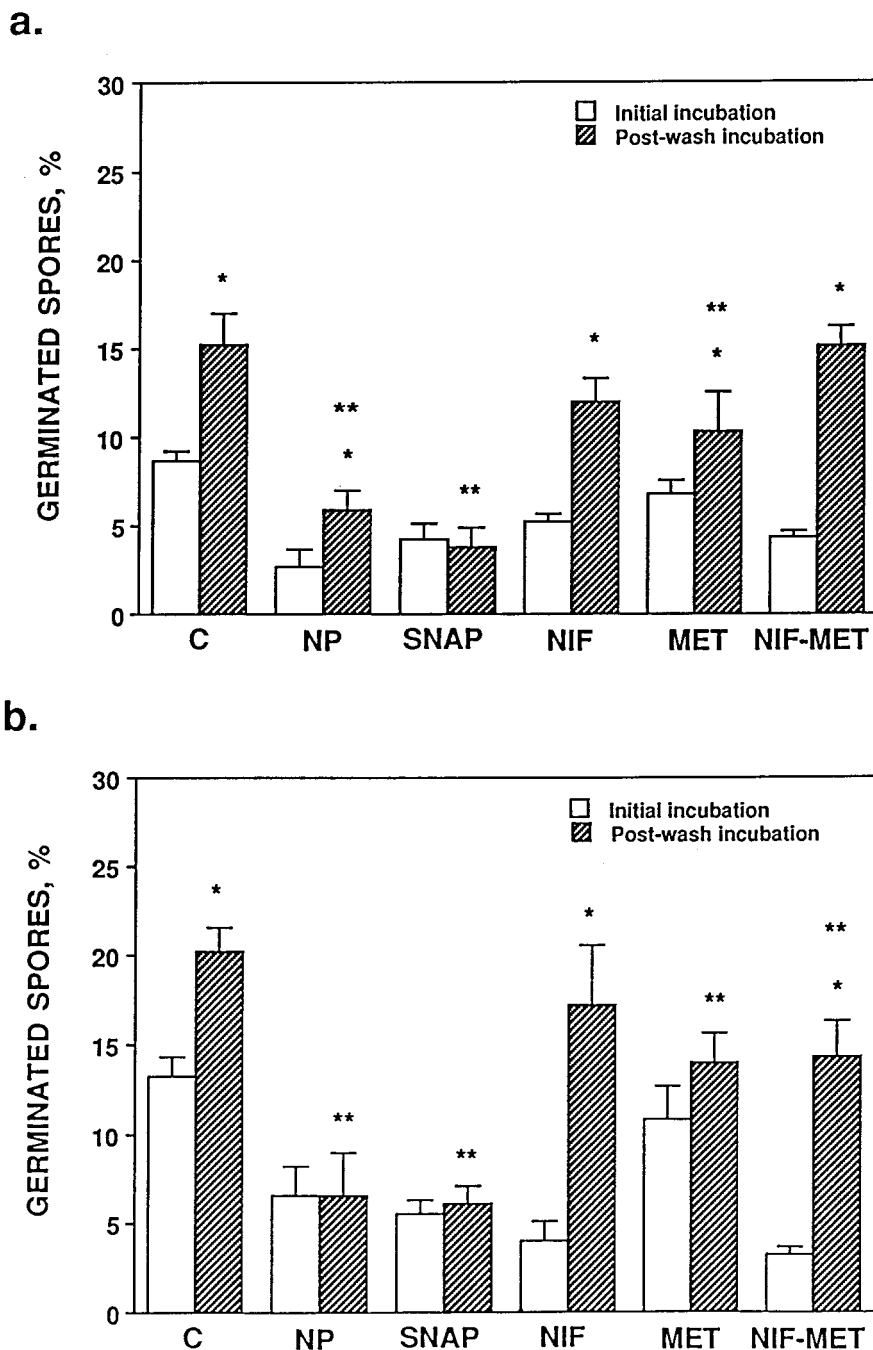 a.
30
25
20
15
10
5
0
GERMINATED SPORES, %
Initial incubation
Post-wash incubation
*
** *
**
*
** *
*
C NP SNAP NIF MET NIF-MET
b.
30
25
20
15
10
5
0
GERMINATED SPORES, %
Initial incubation
Post-wash incubation
*
**
**
*
**
** *
C NP SNAP NIF MET NIF-MET